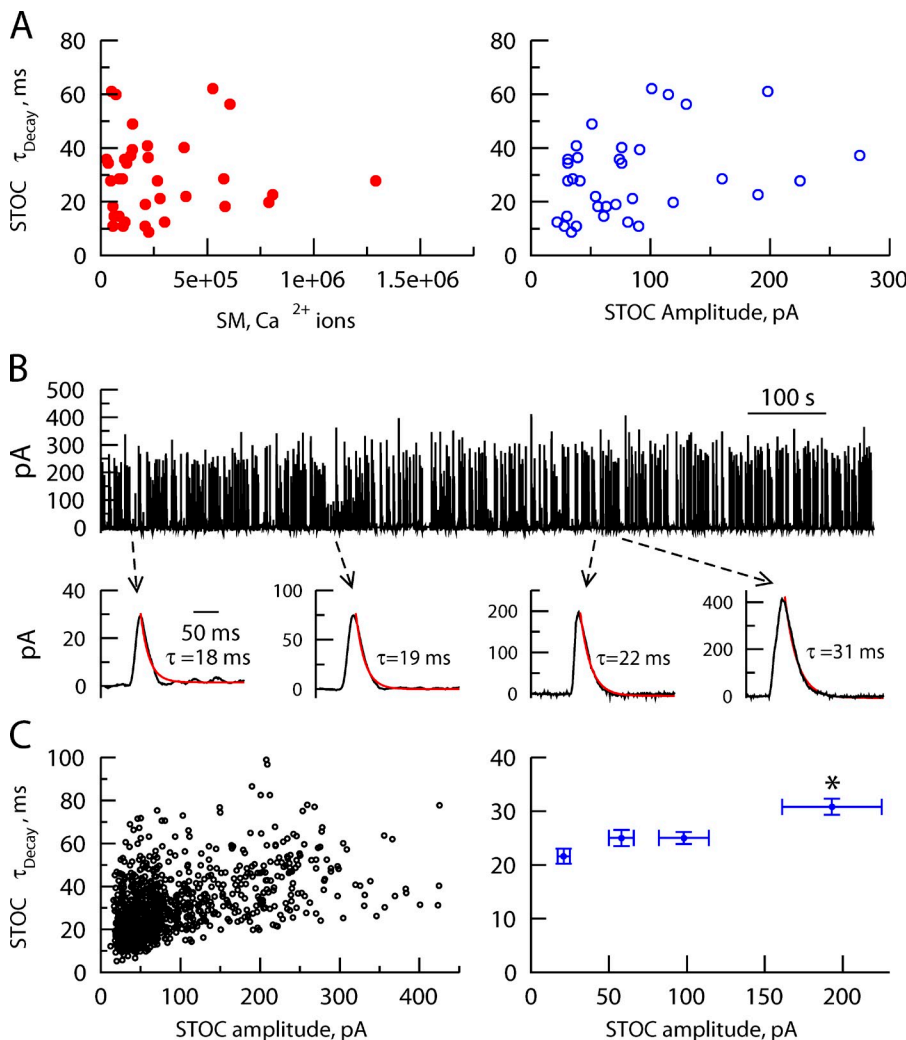 A
80
60
40
20
0
STOC τDecay, ms
0
5e+05
1e+06
1.5e+06
SM, Ca 2+ ions
80
60
40
20
0
0
100
200
300
STOC Amplitude, pA
B
500
400
300
200
100
0
pA
100 s
40
20
0
pA
50 ms
τ =18 ms
100
75
50
25
0
τ=19 ms
200
100
0
τ=22 ms
400
200
0
τ =31 ms
C
100
80
60
40
20
0
STOC τDecay, ms
0
100
200
300
400
STOC amplitude, pA
40
30
20
10
0
*
0
50
100
150
200
STOC amplitude, pA